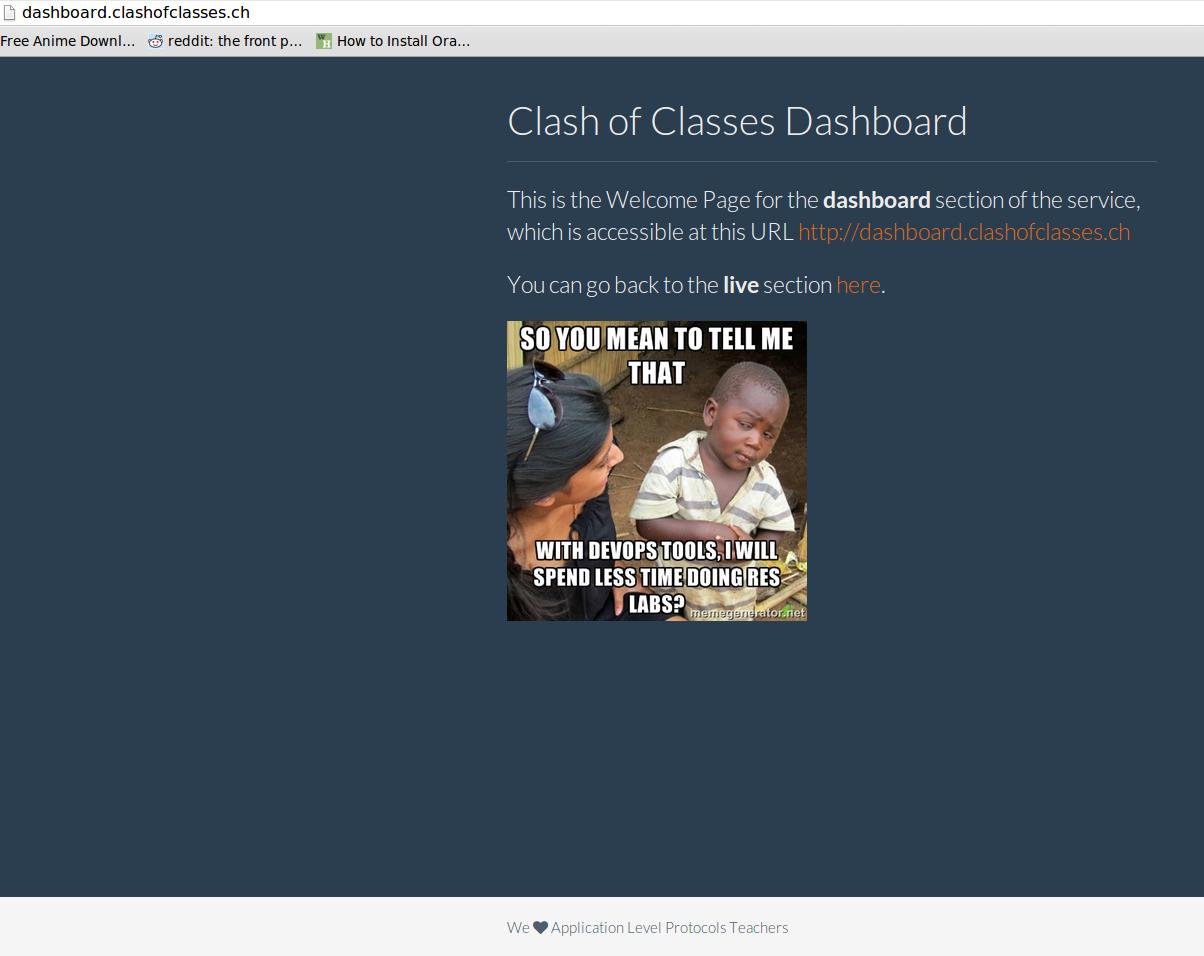 dashboard.clashofclasses.ch
Free Anime Downl... reddit: the front p... How to Install Ora...
Clash of Classes Dashboard
This is the Welcome Page for the dashboard section of the service,
which is accessible at this URL http://dashboard.clashofclasses.ch
You can go back to the live section here.
SO YOU MEAN TO TELL ME
THAT
WITH DEVOPS TOOLS, I WILL
SPEND LESS TIME DOING RES
LABS?
memegenerator.net
We ♥ Application Level Protocols Teachers